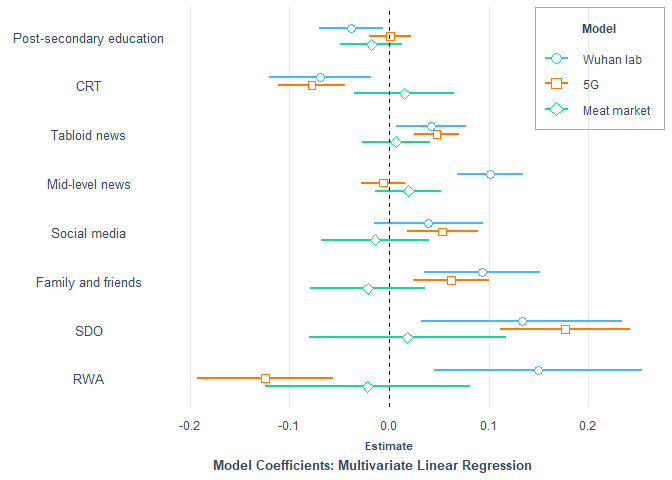 Model
Wuhan lab
5G
Meat market
Post-secondary education
CRT
Tabloid news
Mid-level news
Social media
Family and friends
SDO
RWA
-0.2 -0.1 0.0 0.1 0.2
Estimate
Model Coefficients: Multivariate Linear Regression